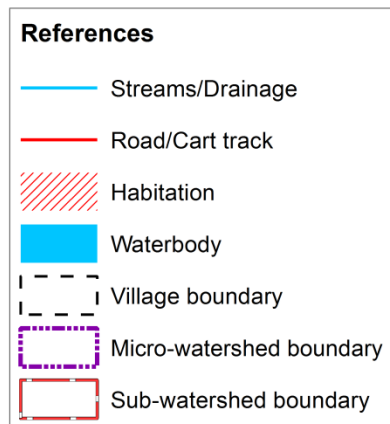 References
Streams/Drainage
Road/Cart track
Habitation
Waterbody
Village boundary
Micro-watershed boundary
Sub-watershed boundary